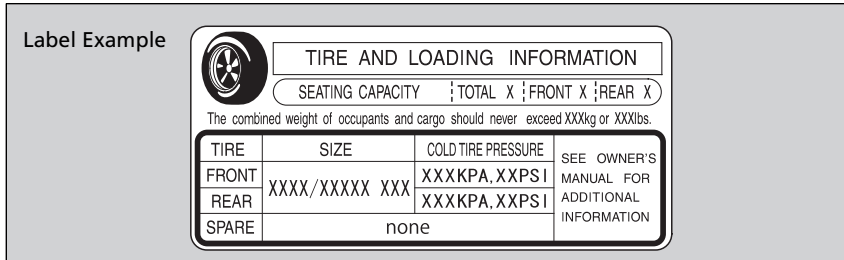 Label Example
TIRE AND LOADING INFORMATION
SEATING CAPACITY TOTAL X FRONT X REAR X
The combined weight of occupants and cargo should never exceed XXXkg or XXXlbs.
TIRE SIZE COLD TIRE PRESSURE
FRONT XXXX/XXXXX XXX XXXKPA,XXPSI
REAR XXXKPA,XXPSI
SPARE none
SEE OWNER'S
MANUAL FOR
ADDITIONAL
INFORMATION